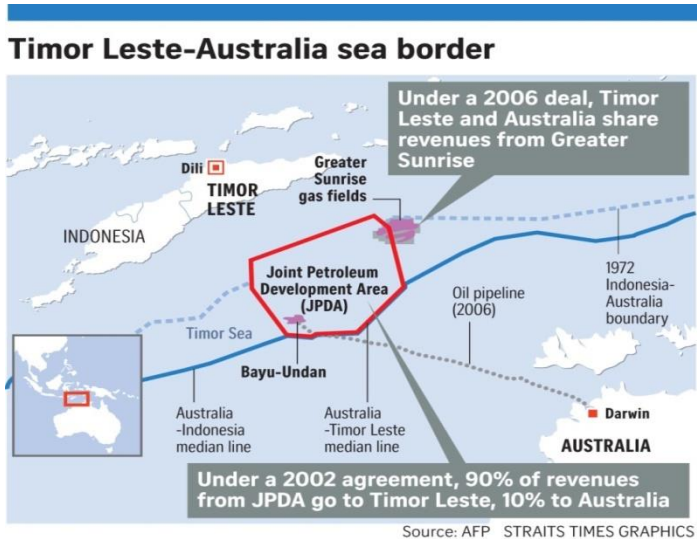 Timor Leste–Australia sea border
Under a 2006 deal, Timor
Leste and Australia share
revenues from Greater
Sunrise
Dili
TIMOR
LESTE
Greater
Sunrise
gas fields
INDONESIA
Joint Petroleum
Development Area
(JPDA)
Oil pipeline
(2006)
1972
Indonesia-
Australia
boundary
Timor Sea
Bayu-Undan
Australia
-Indonesia
median line
Australia
-Timor Leste
median line
Darwin
AUSTRALIA
Under a 2002 agreement, 90% of revenues
from JPDA go to Timor Leste, 10% to Australia
Source: AFP STRAITS TIMES GRAPHICS